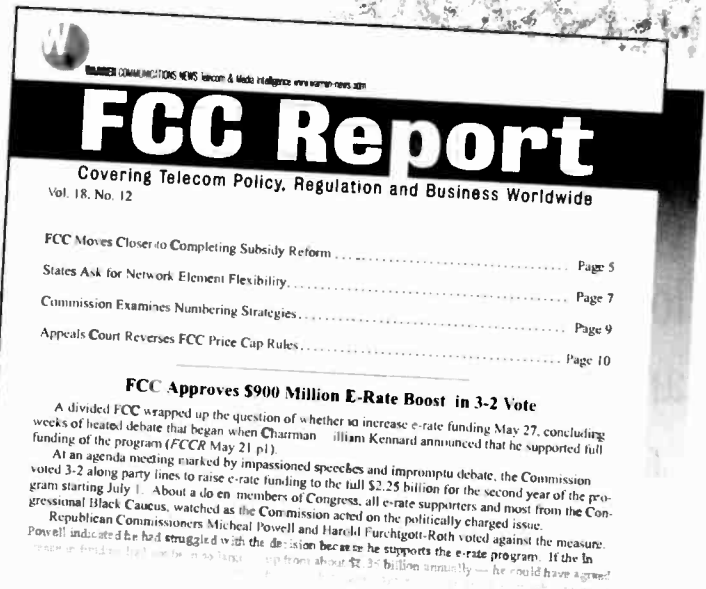 W
WARREN COMMUNICATIONS NEWS Telecom & Media Intelligence www.warren-news.com
FCC Report
Covering Telecom Policy, Regulation and Business Worldwide
Vol. 18, No. 12
FCC Moves Closer to Completing Subsidy Reform ........ Page 5
States Ask for Network Element Flexibility ........ Page 7
Commission Examines Numbering Strategies ........ Page 9
Appeals Court Reverses FCC Price Cap Rules ........ Page 10
FCC Approves $900 Million E-Rate Boost in 3-2 Vote
A divided FCC wrapped up the question of whether to increase e-rate funding May 27, concluding
weeks of heated debate that began when Chairman illiam Kennard announced that he supported full
funding of the program (FCCR May 21 p1).
At an agenda meeting marked by impassioned speeches and impromptu debate, the Commission
voted 3-2 along party lines to raise e-rate funding to the full $2.25 billion for the second year of the pro-
gram starting July 1. About a do en members of Congress, all e-rate supporters and most from the Con-
gressional Black Caucus, watched as the Commission acted on the politically charged issue.
Republican Commissioners Micheal Powell and Harold Furchtgott-Roth voted against the measure.
Powell indicated he had struggled with the decision because he supports the e-rate program. If the in
up from about billion annually — he could have agreed